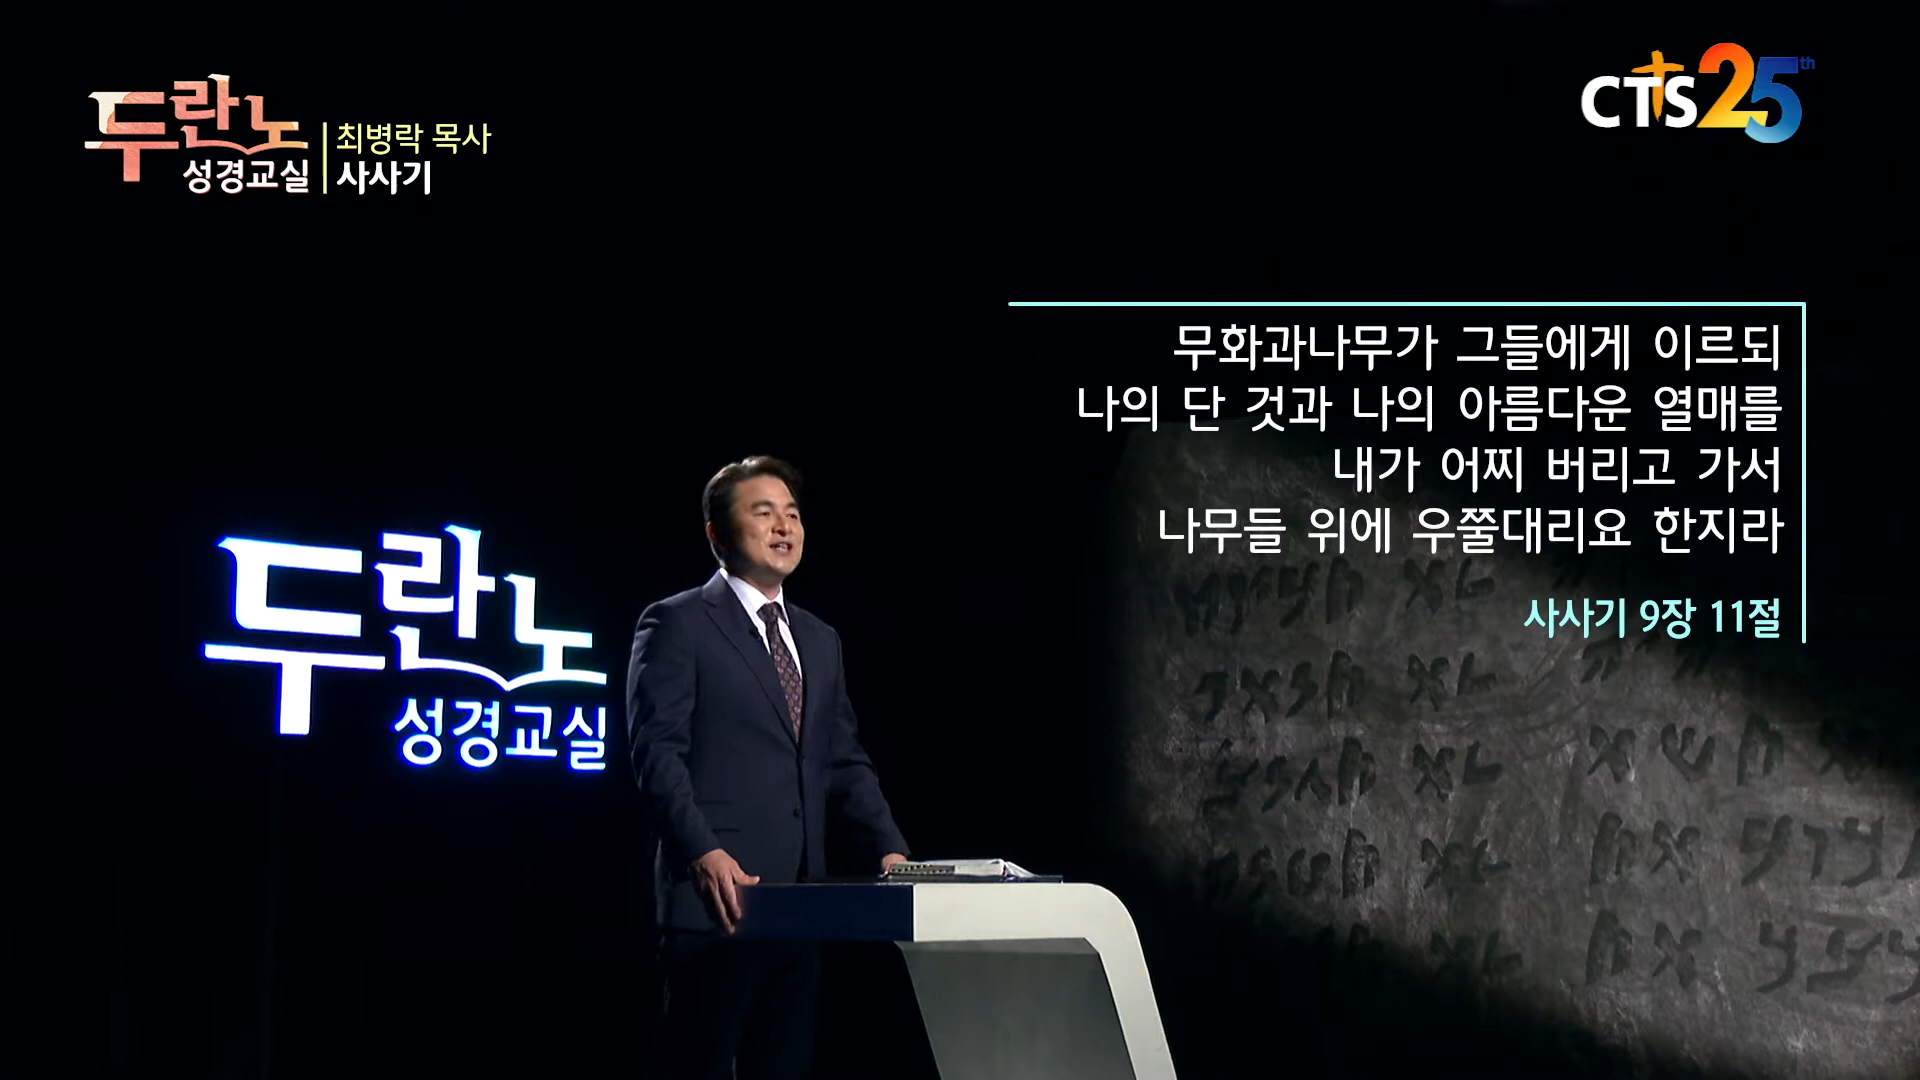 두란노
성경교실
최병락 목사
사사기
CTS25th
무화과나무가 그들에게 이르되
나의 단 것과 나의 아름다운 열매를
내가 어찌 버리고 가서
나무들 위에 우쭐대리요 한지라
사사기 9장 11절
두란노
성경교실